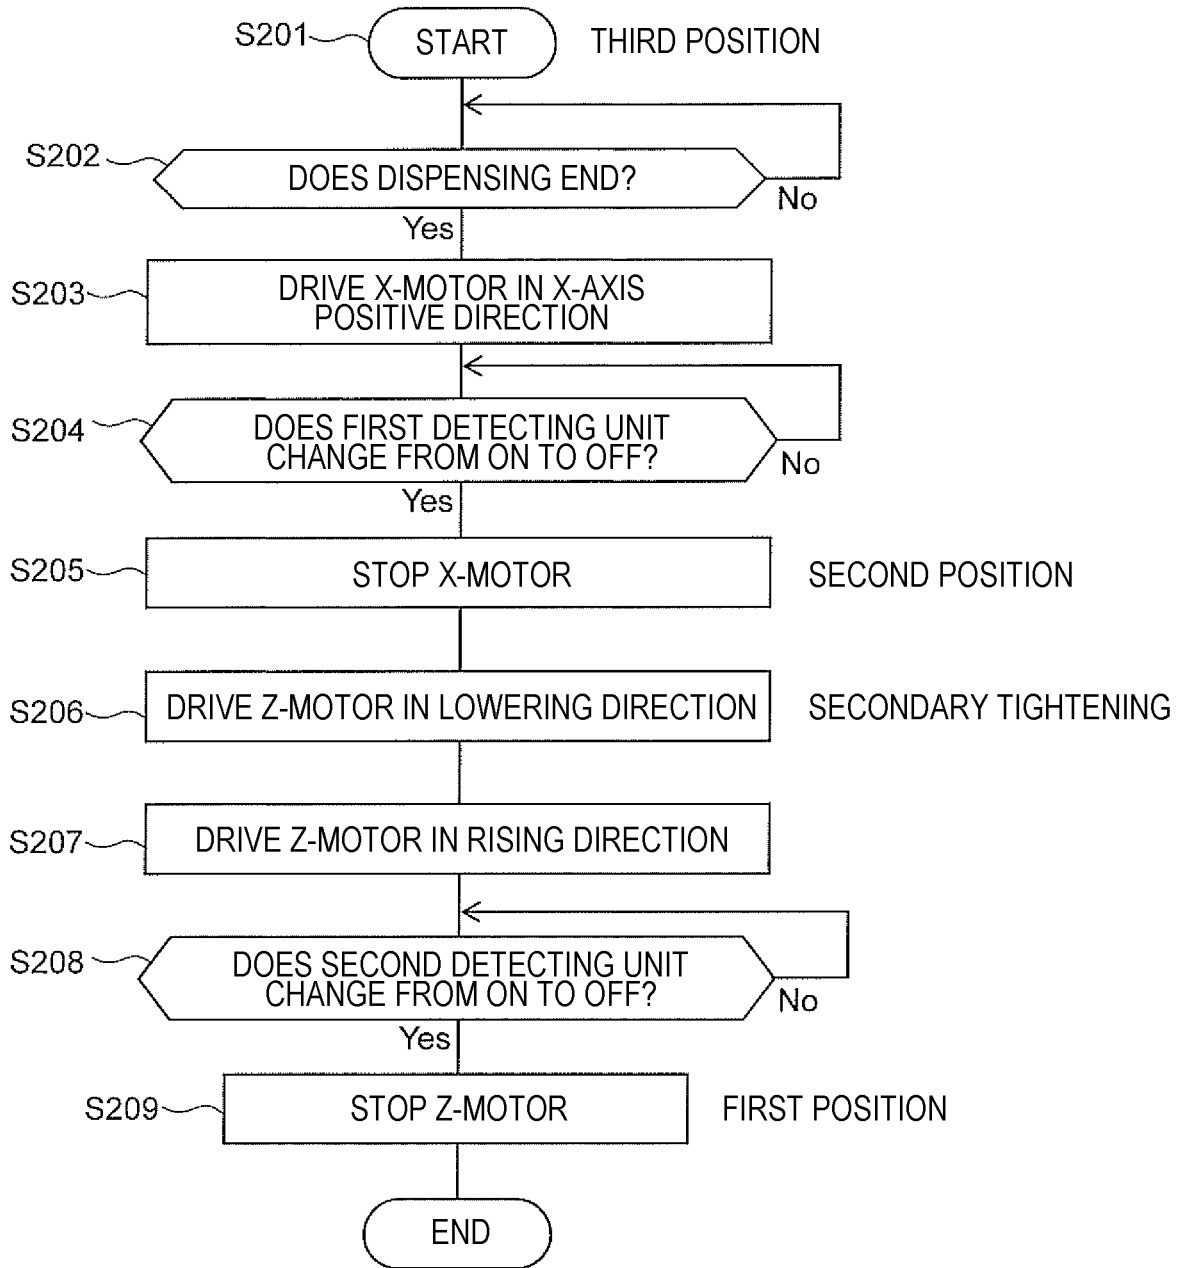 S201
START
THIRD POSITION
S202
DOES DISPENSING END?
No
Yes
S203
DRIVE X-MOTOR IN X-AXIS
POSITIVE DIRECTION
S204
DOES FIRST DETECTING UNIT
CHANGE FROM ON TO OFF?
No
Yes
S205
STOP X-MOTOR
SECOND POSITION
S206
DRIVE Z-MOTOR IN LOWERING DIRECTION
SECONDARY TIGHTENING
S207
DRIVE Z-MOTOR IN RISING DIRECTION
S208
DOES SECOND DETECTING UNIT
CHANGE FROM ON TO OFF?
No
Yes
S209
STOP Z-MOTOR
FIRST POSITION
END